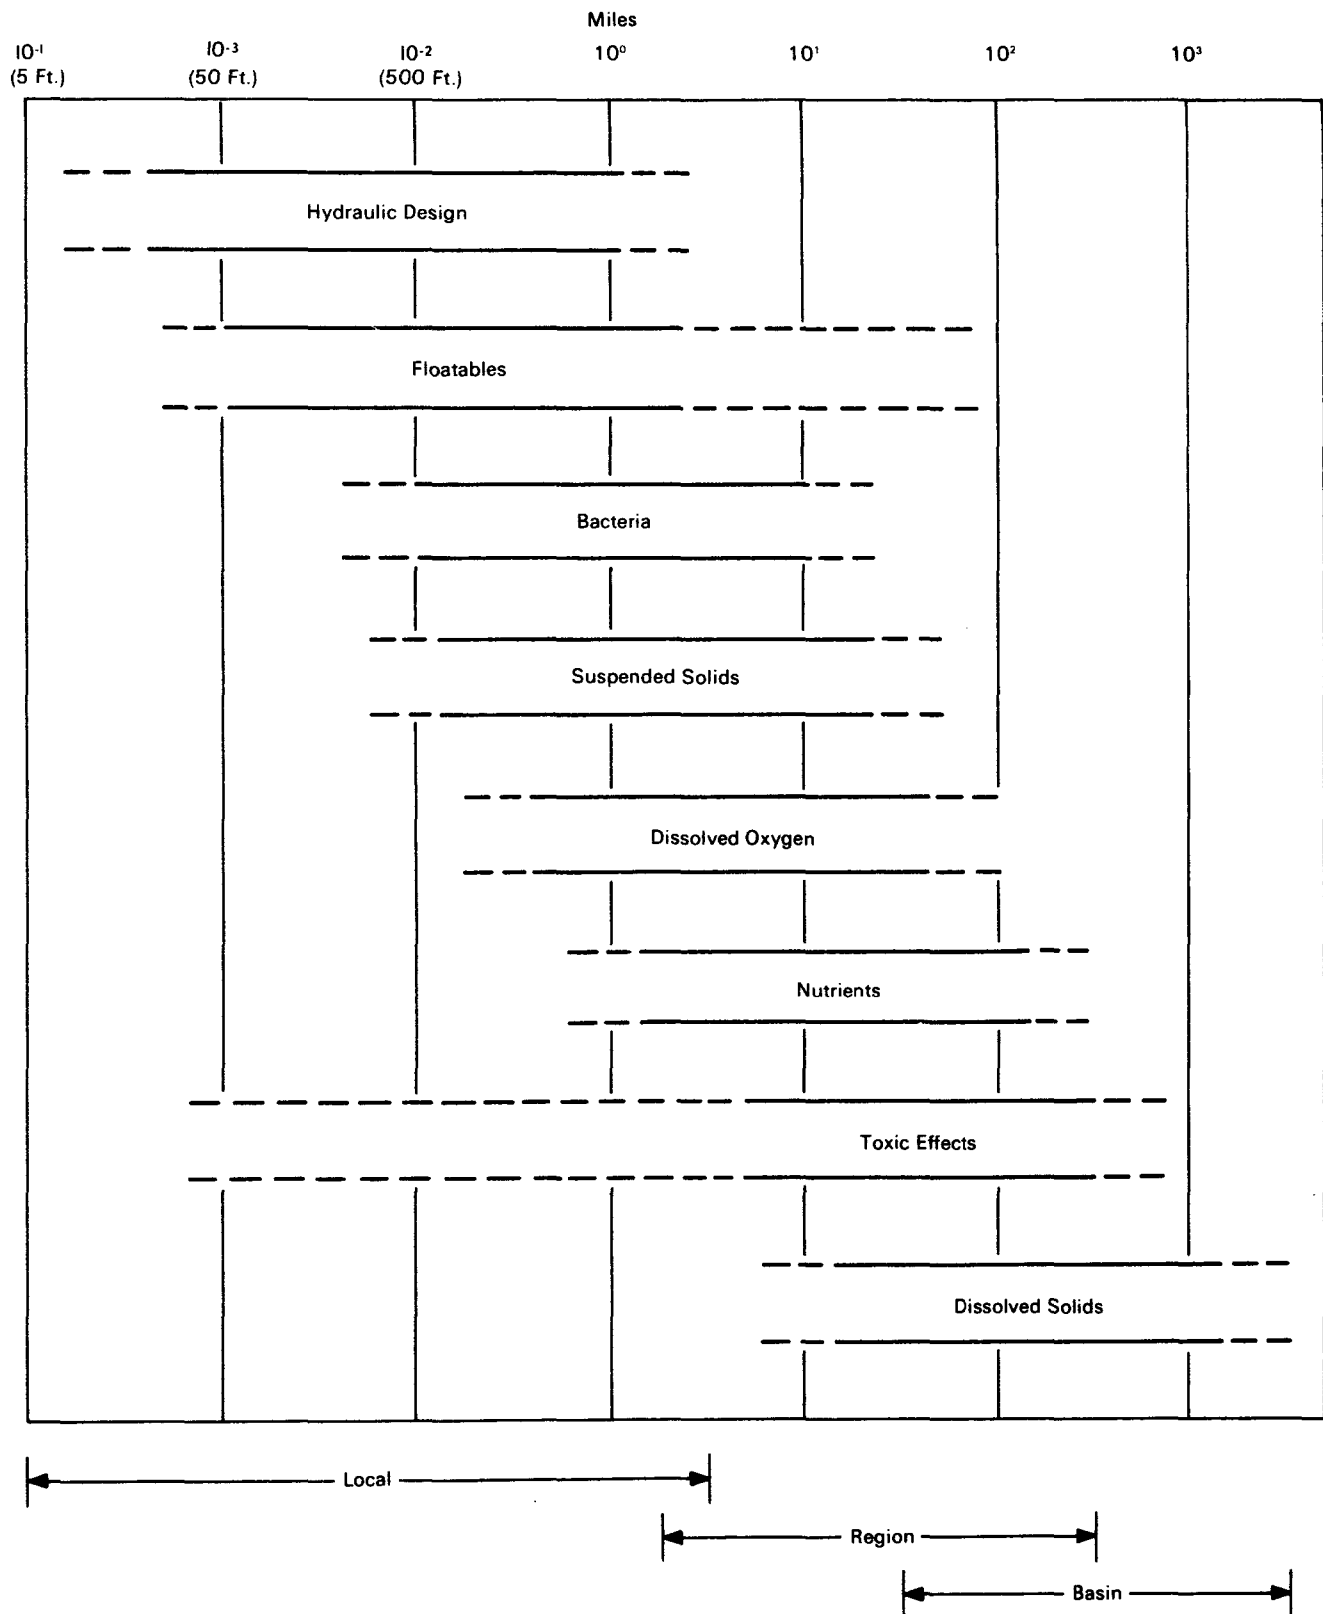 Miles
10⁻¹ 10⁻³ 10⁻² 10⁰ 10¹ 10² 10³
(5 Ft.) (50 Ft.) (500 Ft.)
Hydraulic Design
Floatables
Bacteria
Suspended Solids
Dissolved Oxygen
Nutrients
Toxic Effects
Dissolved Solids
Local
Region
Basin